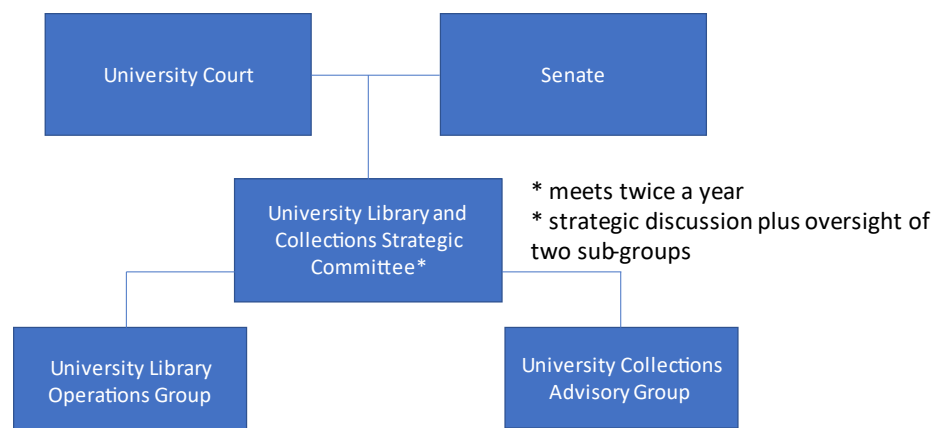 University Court
Senate
University Library and
Collections Strategic
Committee*
* meets twice a year
* strategic discussion plus oversight of
two sub-groups
University Library
Operations Group
University Collections
Advisory Group